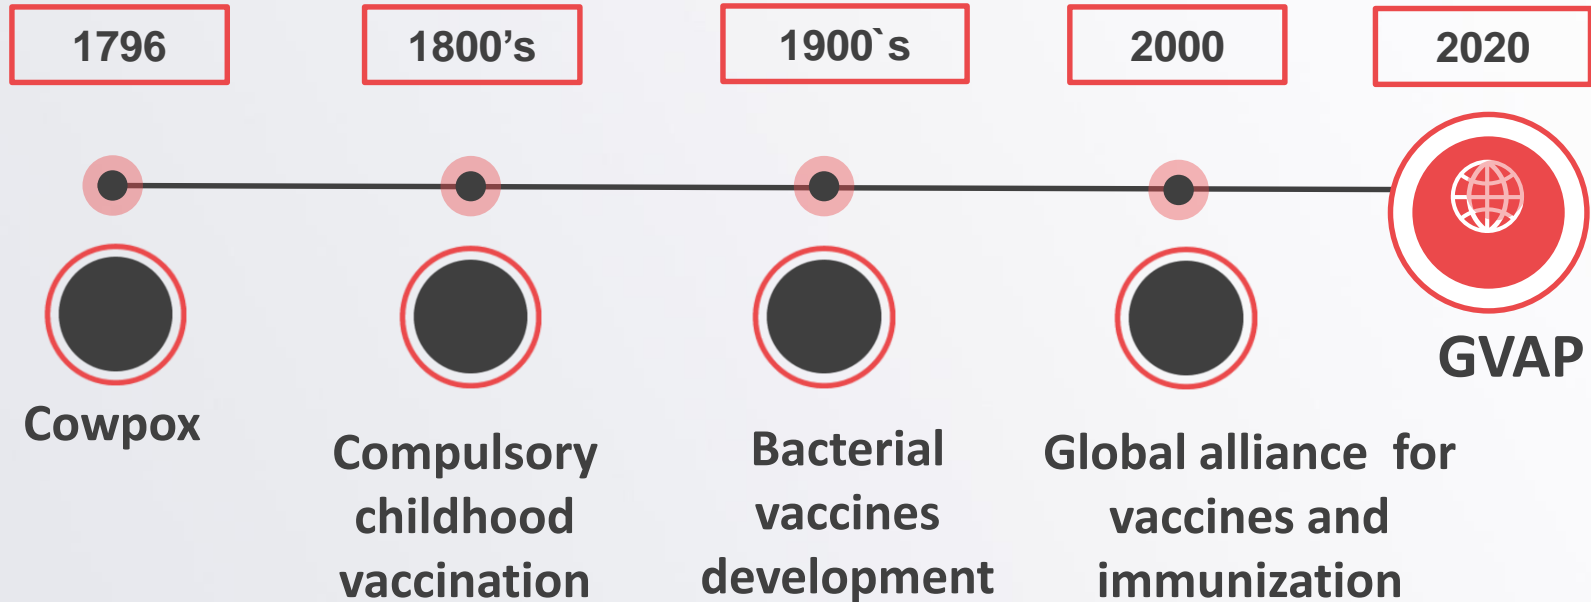 1796
1800’s
1900`s
2000
2020
Cowpox
Compulsory
childhood
vaccination
Bacterial
vaccines
development
Global alliance  for
vaccines and
immunization
GVAP